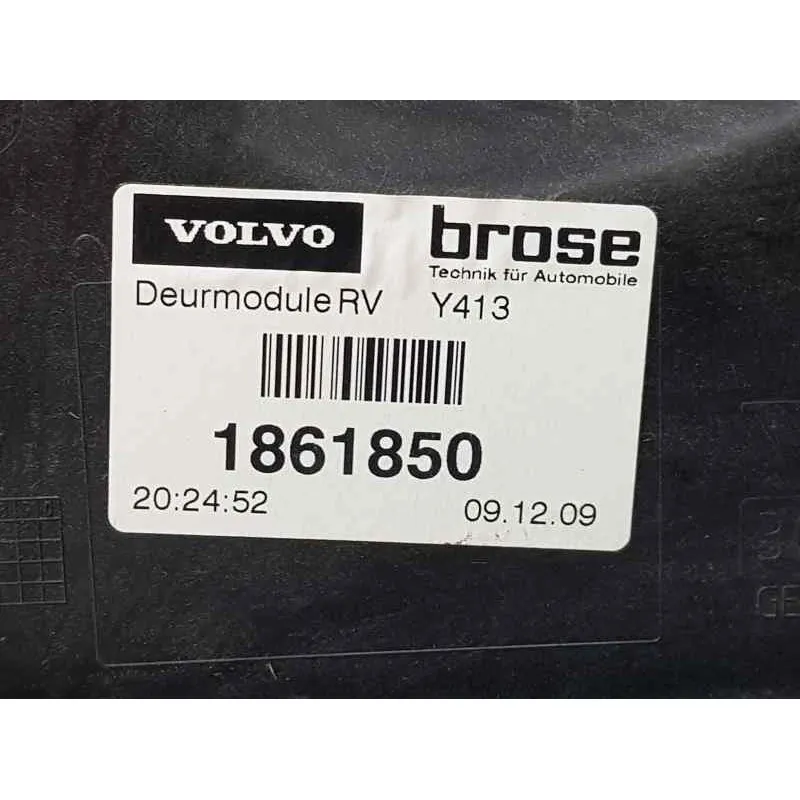 VOLVO
brose
Technik für Automobile
Deurmodule RV Y413
1861850
20:24:52 09.12.09